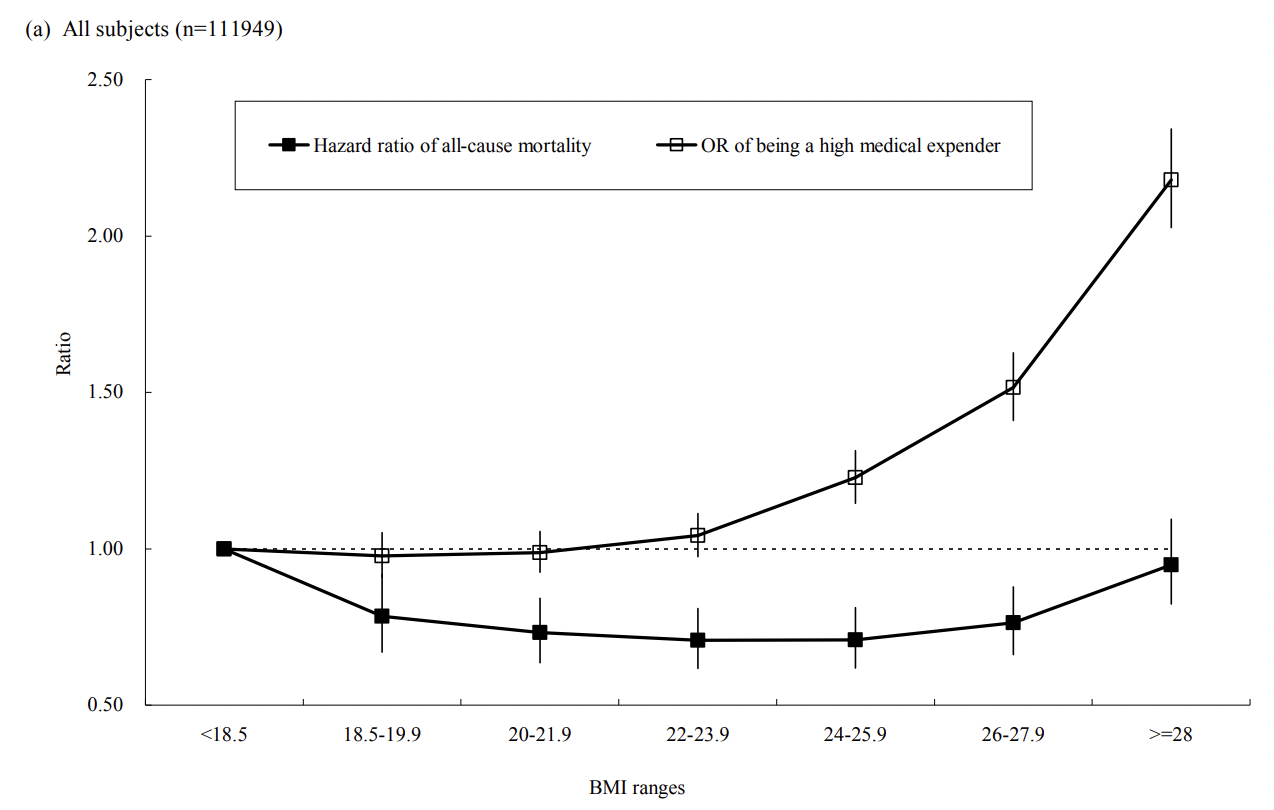 (a) All subjects (n=111949)
2.50
Hazard ratio of all-cause mortality
OR of being a high medical expender
2.00
Ratio
1.50
1.00
0.50
<18.5
18.5-19.9
20-21.9
22-23.9
24-25.9
26-27.9
>=28
BMI ranges